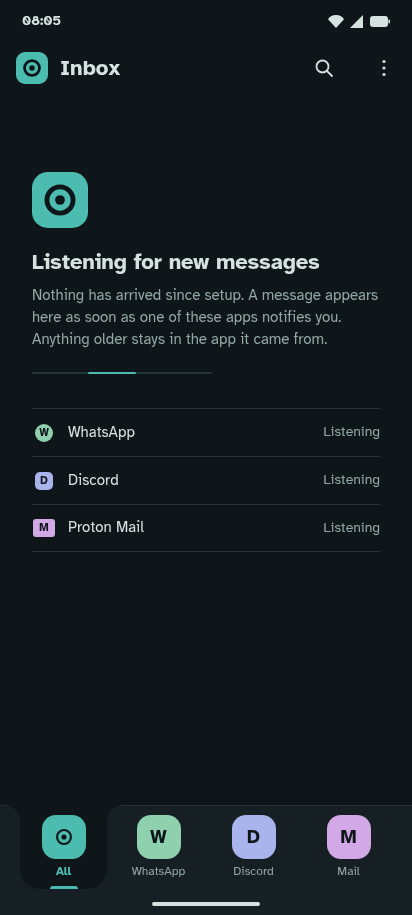 08:05
Inbox
Listening for new messages
Nothing has arrived since setup. A message appears
here as soon as one of these apps notifies you.
Anything older stays in the app it came from.
W WhatsApp Listening
D Discord Listening
M Proton Mail Listening
W D M
All WhatsApp Discord Mail